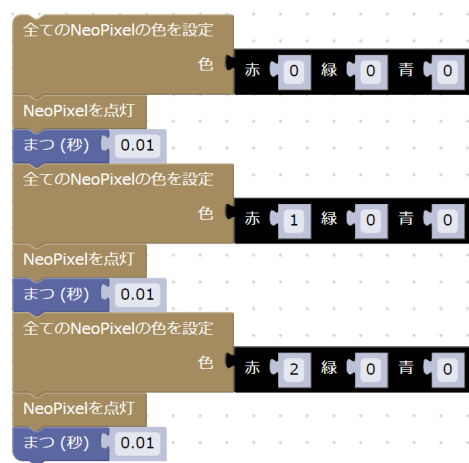 全てのNeoPixelの色を設定
色 赤 0 緑 0 青 0
NeoPixelを点灯
まつ (秒) 0.01
全てのNeoPixelの色を設定
色 赤 1 緑 0 青 0
NeoPixelを点灯
まつ (秒) 0.01
全てのNeoPixelの色を設定
色 赤 2 緑 0 青 0
NeoPixelを点灯
まつ (秒) 0.01